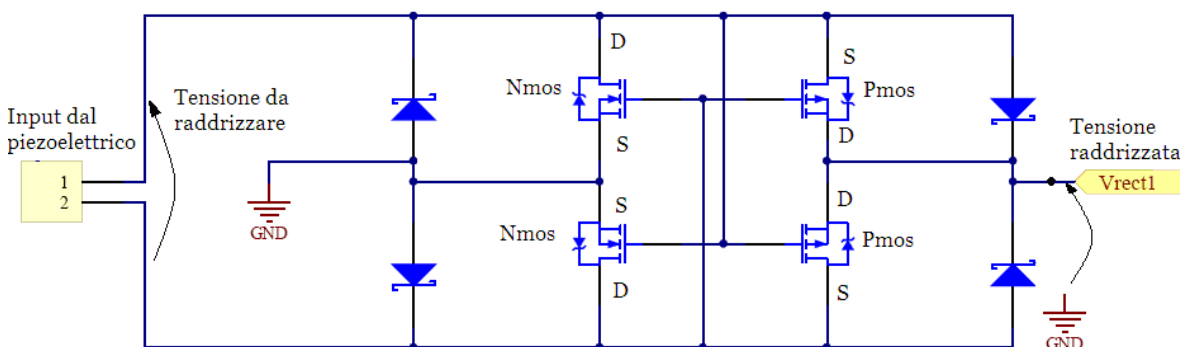 Input dal
piezoelettrico
1
2
Tensione da
raddrizzare
GND
D
Nmos
S
S
Nmos
D
S
Pmos
D
D
Pmos
S
Tensione
raddrizzata
Vrect1
GND